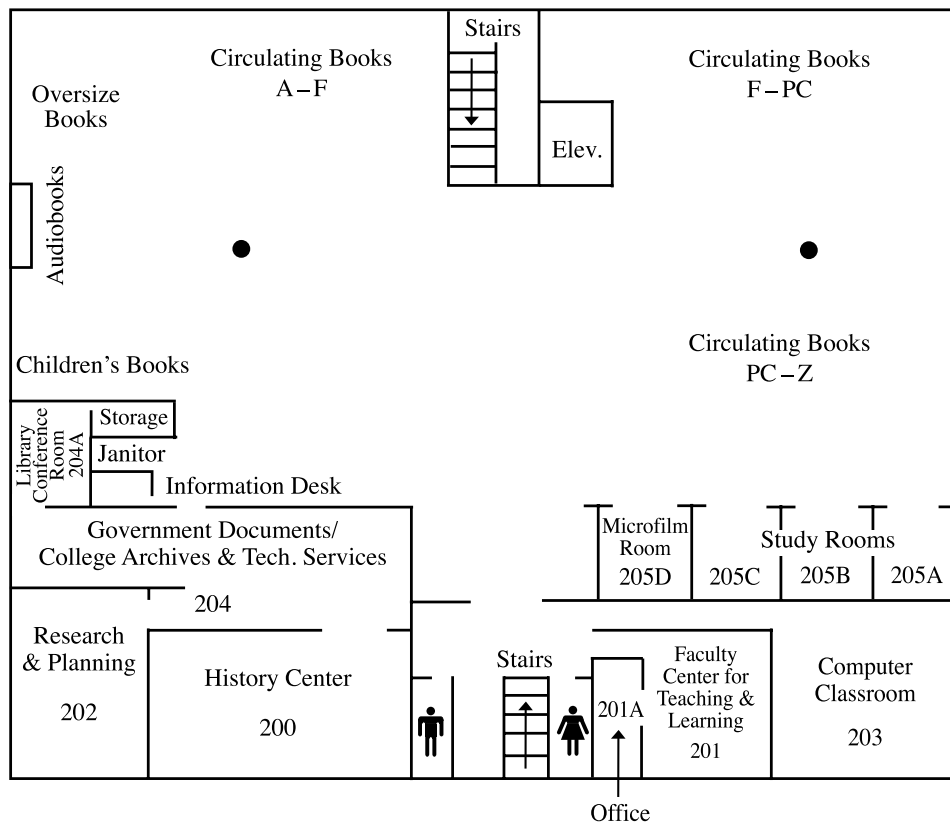 Stairs
Circulating Books
A – F
Circulating Books
F – PC
Oversize
Books
Elev.
Audiobooks
Children's Books
Circulating Books
PC – Z
Library
Conference
Room
204A
Storage
Janitor
Information Desk
Government Documents/
College Archives & Tech. Services
204
Microfilm
Room
205D
Study Rooms
205C
205B
205A
Research
& Planning
202
History Center
200
Stairs
201A
Faculty
Center for
Teaching &
Learning
201
Computer
Classroom
203
Office